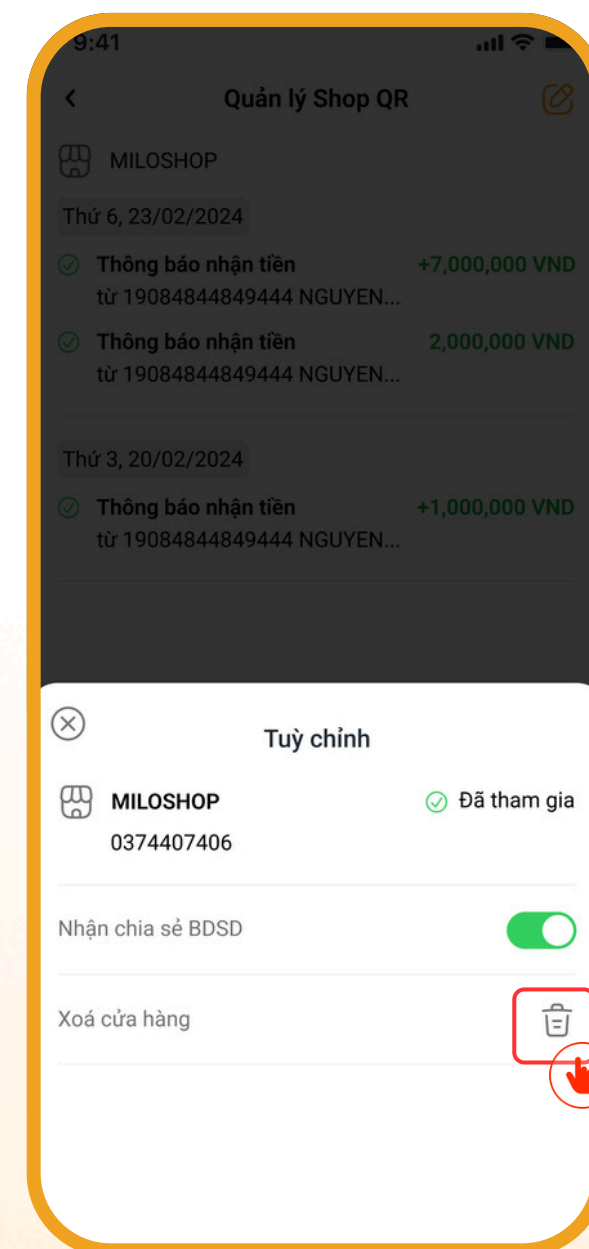 9:41
Quản lý Shop QR
MILOSHOP
Thứ 6, 23/02/2024
Thông báo nhận tiền +7,000,000 VND
từ 19084844849444 NGUYEN...
Thông báo nhận tiền 2,000,000 VND
từ 19084844849444 NGUYEN...
Thứ 3, 20/02/2024
Thông báo nhận tiền +1,000,000 VND
từ 19084844849444 NGUYEN...
Tuỳ chỉnh
MILOSHOP Đã tham gia
0374407406
Nhận chia sẻ BDSD
Xoá cửa hàng